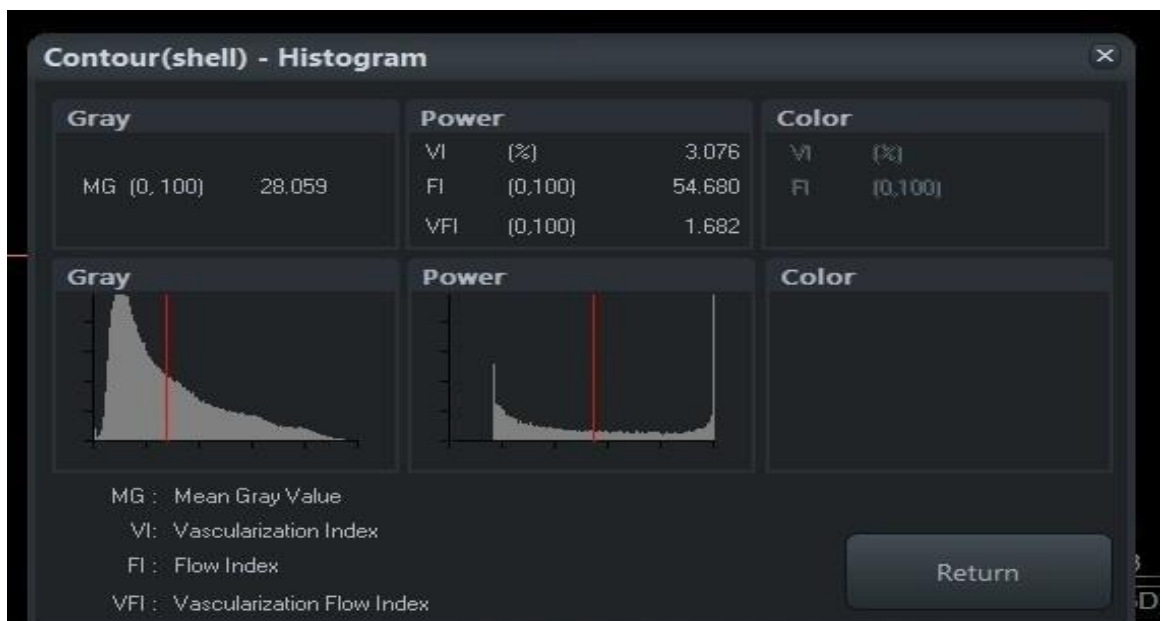 Contour(shell) - Histogram
Gray
Power
Color
VI (%) 3.076
VI (%)
MG (0, 100) 28.059
FI (0,100) 54.680
FI (0,100)
VFI (0,100) 1.682
Gray
Power
Color
MG : Mean Gray Value
VI: Vascularization Index
FI : Flow Index
VFI : Vascularization Flow Index
Return